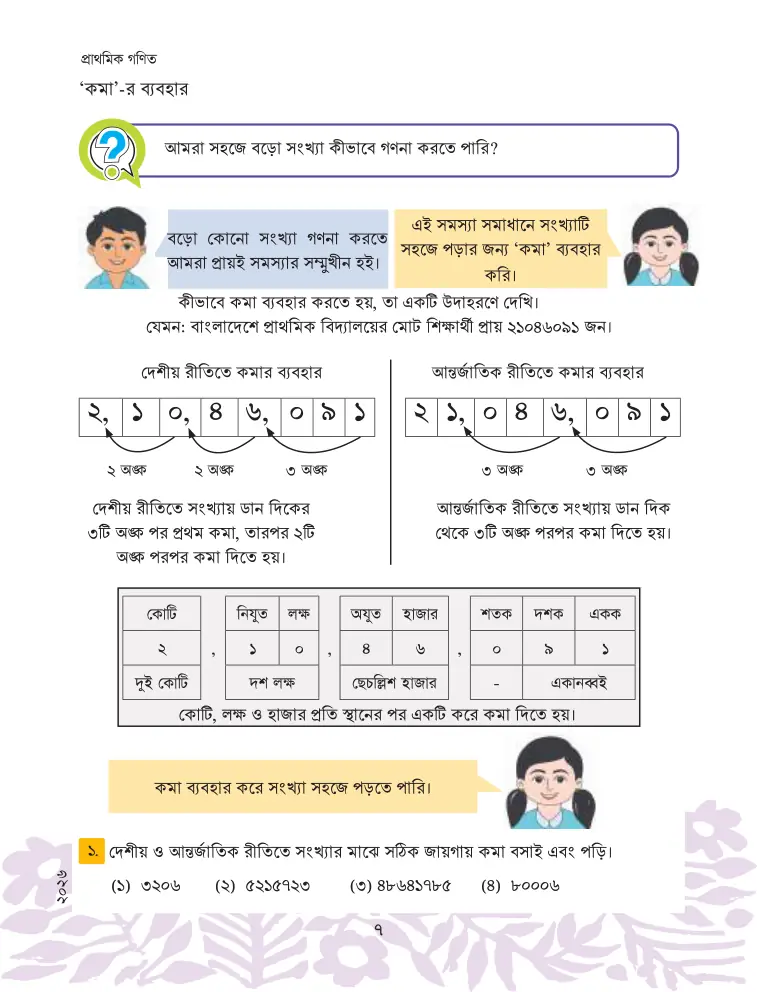 প্রাথমিক গণিত
‘কমা’-র ব্যবহার
?
আমরা সহজে বড়ো সংখ্যা কীভাবে গণনা করতে পারি?
বড়ো কোনো সংখ্যা গণনা করতে
আমরা প্রায়ই সমস্যার সম্মুখীন হই।
এই সমস্যা সমাধানে সংখ্যাটি
সহজে পড়ার জন্য ‘কমা’ ব্যবহার
করি।
কীভাবে কমা ব্যবহার করতে হয়, তা একটি উদাহরণে দেখি।
যেমন: বাংলাদেশে প্রাথমিক বিদ্যালয়ের মোট শিক্ষার্থী প্রায় ২১০৪৬০৯১ জন।
দেশীয় রীতিতে কমার ব্যবহার
২, ১ ০, ৪ ৬, ০ ৯ ১
২ অঙ্ক ২ অঙ্ক ৩ অঙ্ক
দেশীয় রীতিতে সংখ্যায় ডান দিকের
৩টি অঙ্ক পর প্রথম কমা, তারপর ২টি
অঙ্ক পরপর কমা দিতে হয়।
আন্তর্জাতিক রীতিতে কমার ব্যবহার
২ ১, ০ ৪ ৬, ০ ৯ ১
৩ অঙ্ক ৩ অঙ্ক
আন্তর্জাতিক রীতিতে সংখ্যায় ডান দিক
থেকে ৩টি অঙ্ক পরপর কমা দিতে হয়।
কোটি নিযুত লক্ষ অযুত হাজার শতক দশক একক
২ , ১ ০ , ৪ ৬ , ০ ৯ ১
দুই কোটি দশ লক্ষ ছেচল্লিশ হাজার - একানব্বই
কোটি, লক্ষ ও হাজার প্রতি স্থানের পর একটি করে কমা দিতে হয়।
কমা ব্যবহার করে সংখ্যা সহজে পড়তে পারি।
১. দেশীয় ও আন্তর্জাতিক রীতিতে সংখ্যার মাঝে সঠিক জায়গায় কমা বসাই এবং পড়ি।
(১) ৩২০৬ (২) ৫২১৫৭২৩ (৩) ৪৮৬৪১৭৮৫ (৪) ৮০০০৬
২০২৬
৭